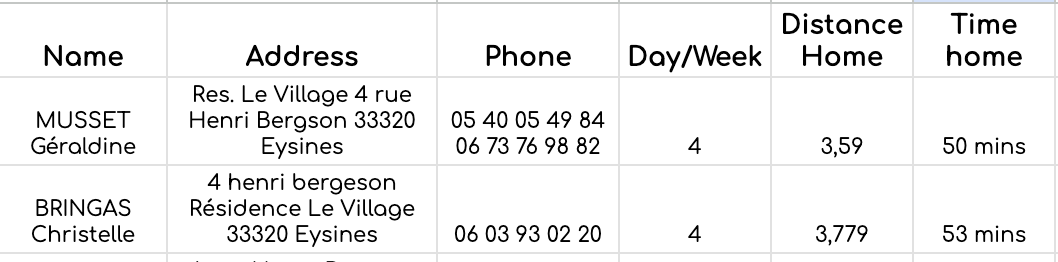 Name Address Phone Day/Week Distance Home Time home
MUSSET Géraldine
Res. Le Village 4 rue
Henri Bergson 33320
Eysines
05 40 05 49 84
06 73 76 98 82
4
3,59
50 mins
BRINGAS
Christelle
4 henri bergeson
Résidence Le Village
33320 Eysines
06 03 93 02 20
4
3,779
53 mins